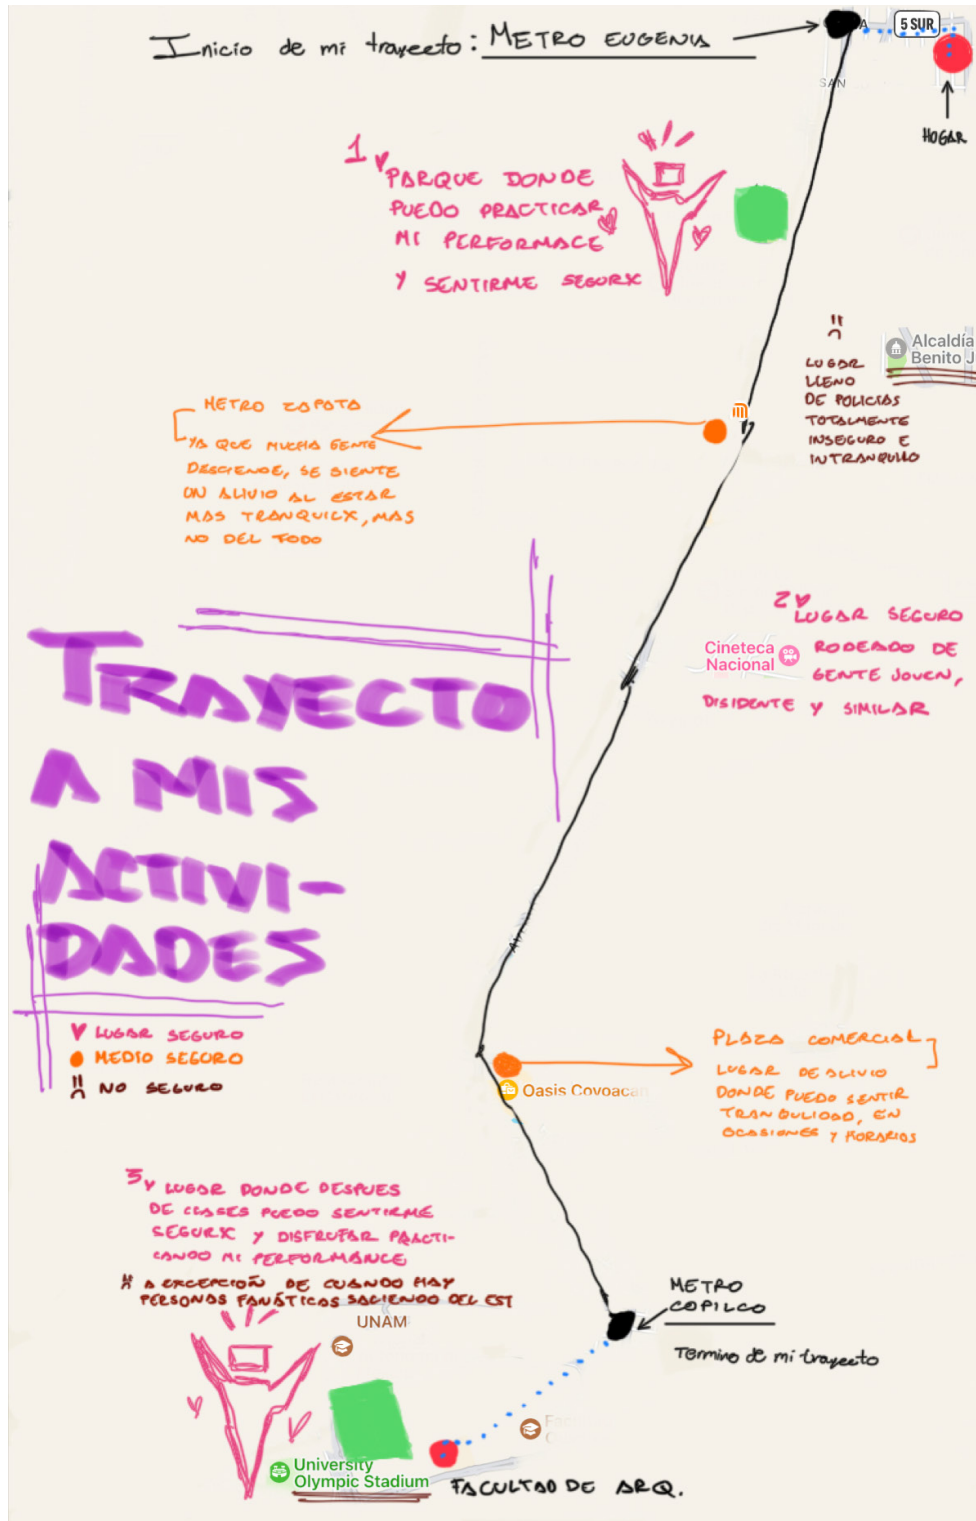 Inicio de mi trayecto: METRO EUGENIA
5 SUR
SAN
HOGAR
1
PARQUE DONDE
PUEDO PRACTICAR
MI PERFORMACE
Y SENTIRME SEGURX
Alcaldía
Benito J
LUGAR
LLENO
DE POLICIAS
TOTALMENTE
INSEGURO E
INTRANQUILO
METRO ZAPATA
YA QUE MUCHA GENTE
DESCIENDE, SE SIENTE
UN ALIVIO AL ESTAR
MAS TRANQUILX, MAS
NO DEL TODO
2
LUGAR SEGURO
RODEADO DE
GENTE JOVEN,
DISIDENTE Y SIMILAR
Cineteca
Nacional
TRAYECTO
A MIS
ACTIVI-
DADES
LUGAR SEGURO
MEDIO SEGURO
NO SEGURO
PLAZA COMERCIAL
LUGAR DE ALIVIO
DONDE PUEDO SENTIR
TRANQULIDAD, EN
OCASIONES Y HORARIOS
Oasis Coyoacan
3
LUGAR DONDE DESPUES
DE CLASES PUEDO SENTIRME
SEGURX Y DISFRUTAR PRACTI-
CANDO MI PERFORMANCE
A EXCEPCIÓN DE CUANDO HAY
PERSONAS FANÁTICAS SACIENDO DEL EST
UNAM
METRO
COPILCO
Termino de mi trayecto
University
Olympic Stadium
FACULTAD DE ARQ.